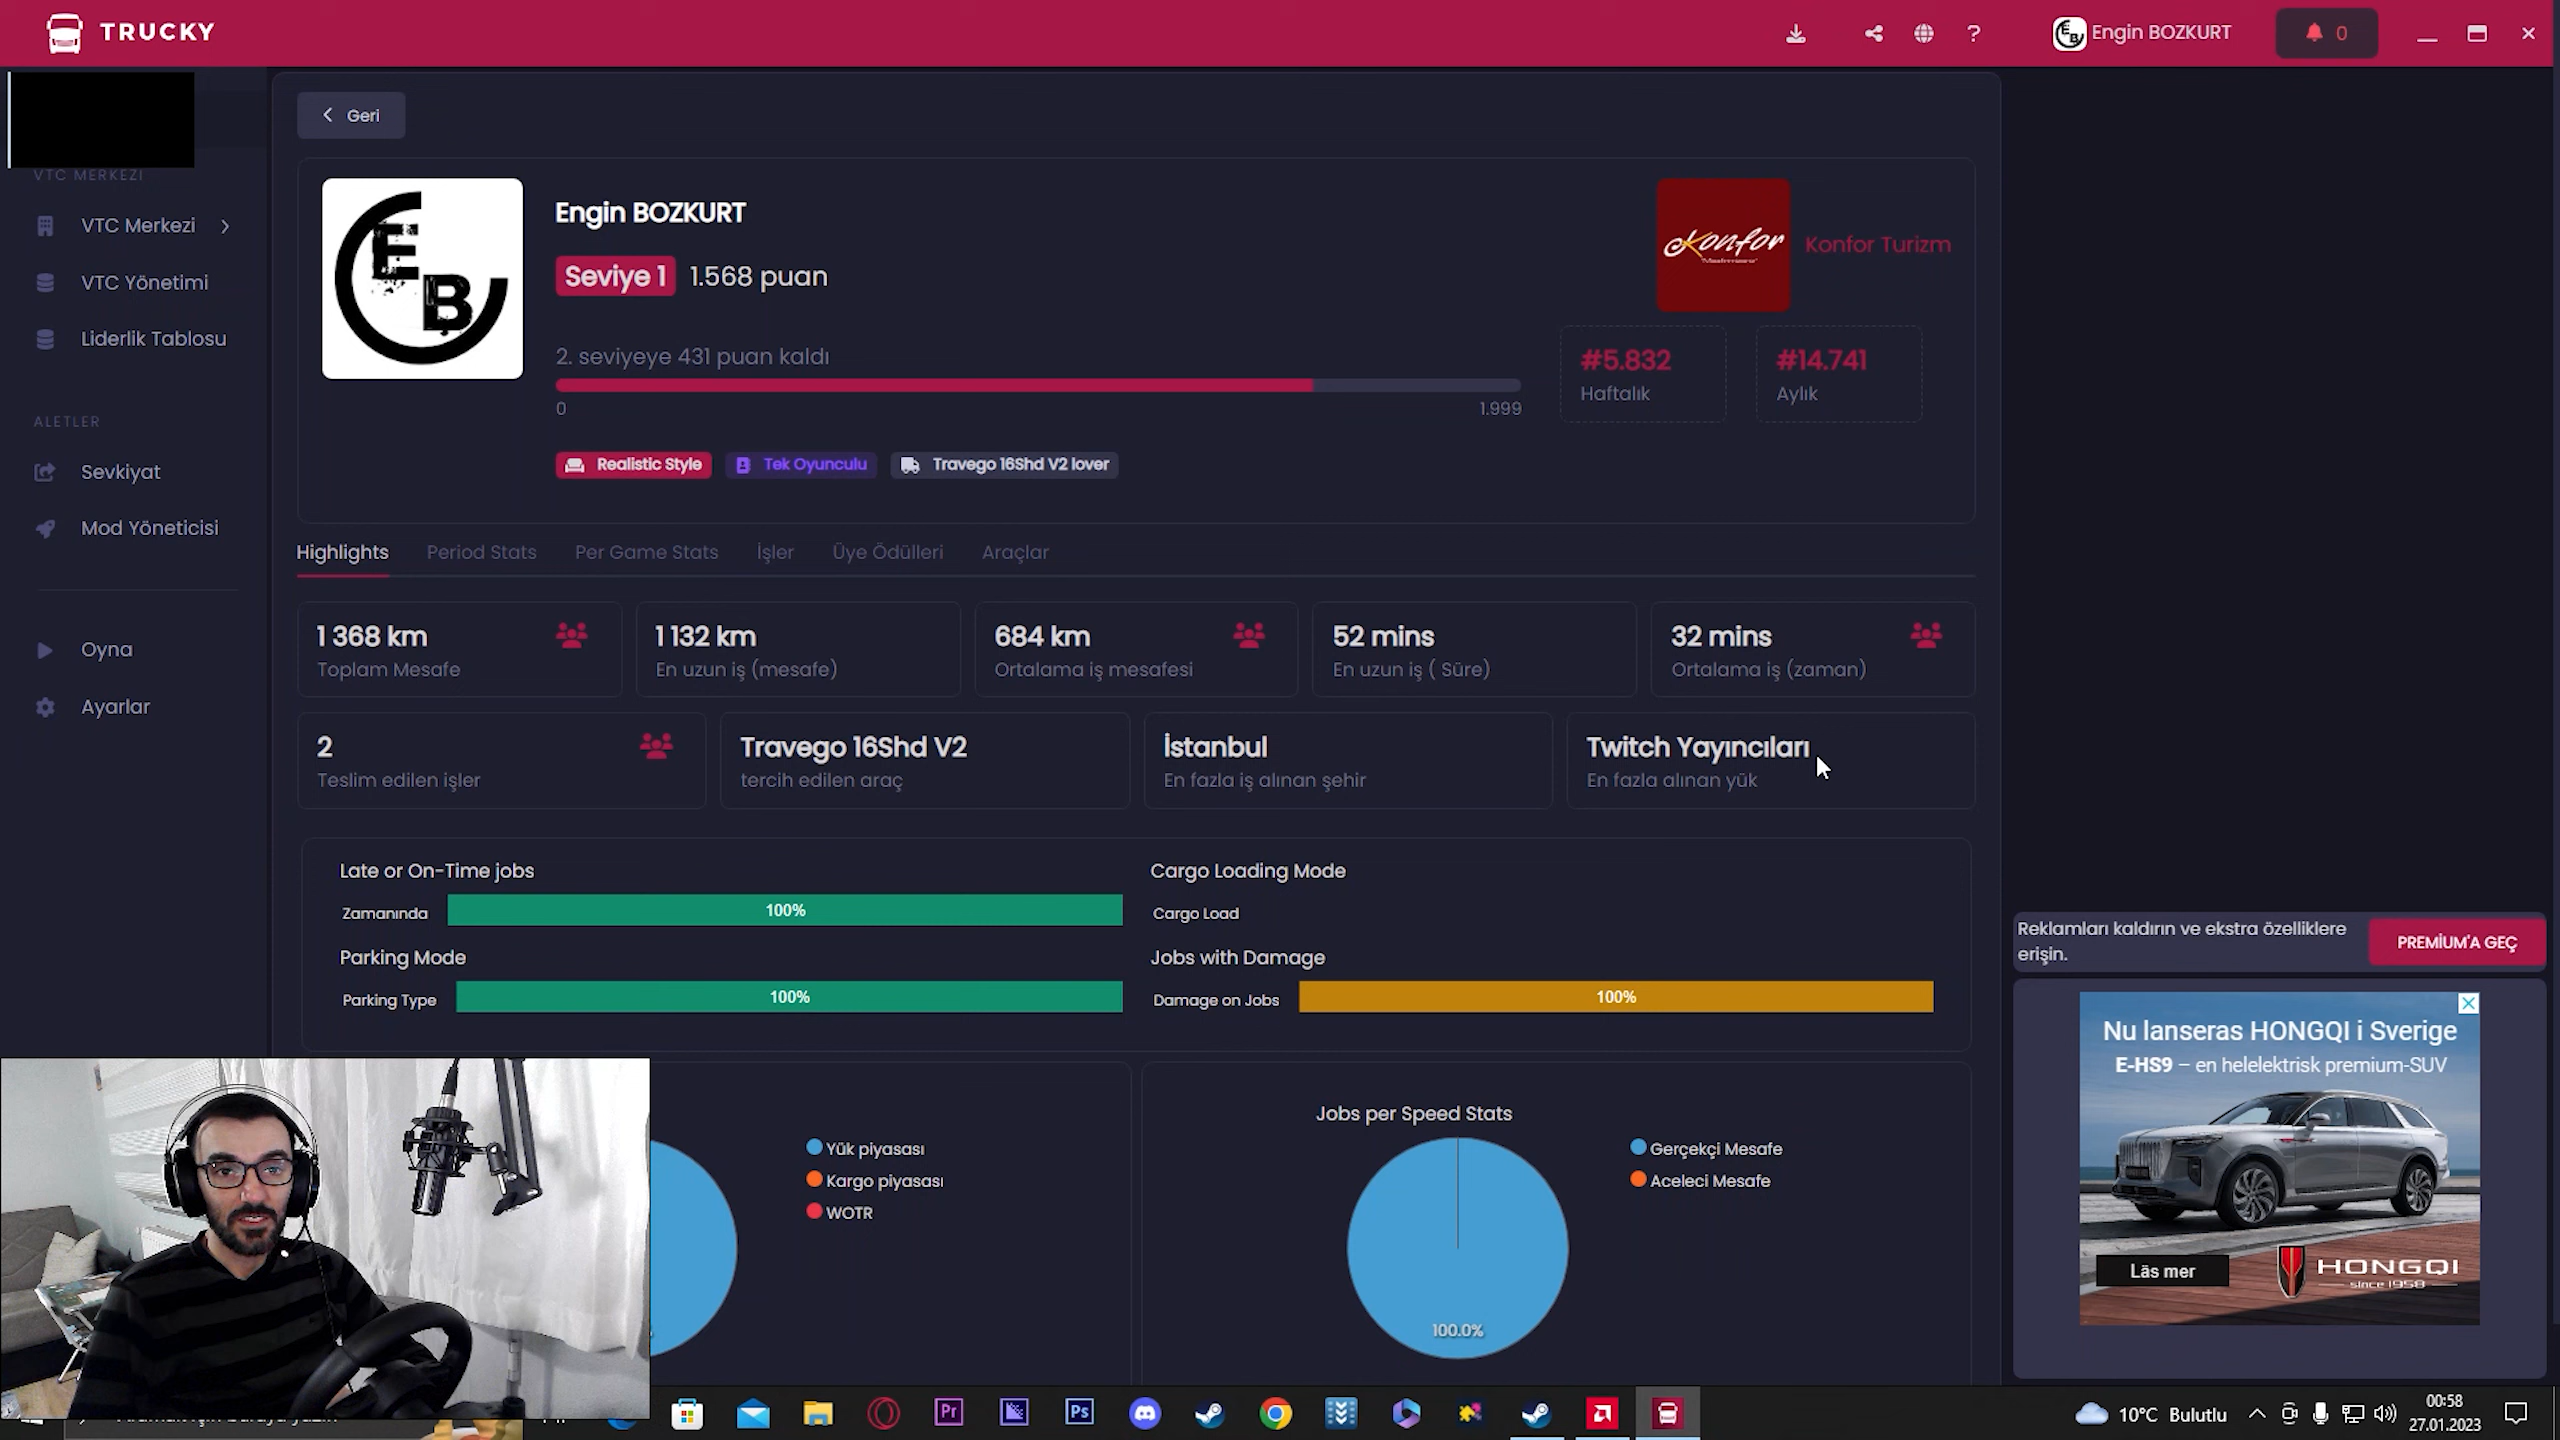 TRUCKY
Engin BOZKURT
0
Geri
VTC MERKEZİ
VTC Merkezi
VTC Yönetimi
Liderlik Tablosu
ALETLER
Sevkiyat
Mod Yöneticisi
Oyna
Ayarlar
EB
Engin BOZKURT
Seviye 1 1.568 puan
2. seviyeye 431 puan kaldı
0 1.999
Realistic Style Tek Oyunculu Travego 16Shd V2 lover
Konfor
Konfor Turizm
#5.832
Haftalık
#14.741
Aylık
Highlights Period Stats Per Game Stats İşler Üye Ödülleri Araçlar
1 368 km
Toplam Mesafe
1 132 km
En uzun iş (mesafe)
684 km
Ortalama iş mesafesi
52 mins
En uzun iş ( Süre)
32 mins
Ortalama iş (zaman)
2
Teslim edilen işler
Travego 16Shd V2
tercih edilen araç
İstanbul
En fazla iş alınan şehir
Twitch Yayıncıları
En fazla alınan yük
Late or On-Time jobs
Zamanında 100%
Parking Mode
Parking Type 100%
Cargo Loading Mode
Cargo Load
Jobs with Damage
Damage on Jobs 100%
Yük piyasası
Kargo piyasası
WOTR
Jobs per Speed Stats
Gerçekçi Mesafe
Aceleci Mesafe
100.0%
Reklamları kaldırın ve ekstra özelliklere
erişin.
PREMİUM'A GEÇ
Nu lanseras HONGQI i Sverige
E-HS9 – en helelektrisk premium-SUV
Läs mer
HONGQI
since 1958
Pr
Ps
10°C Bulutlu
00:58
27.01.2023